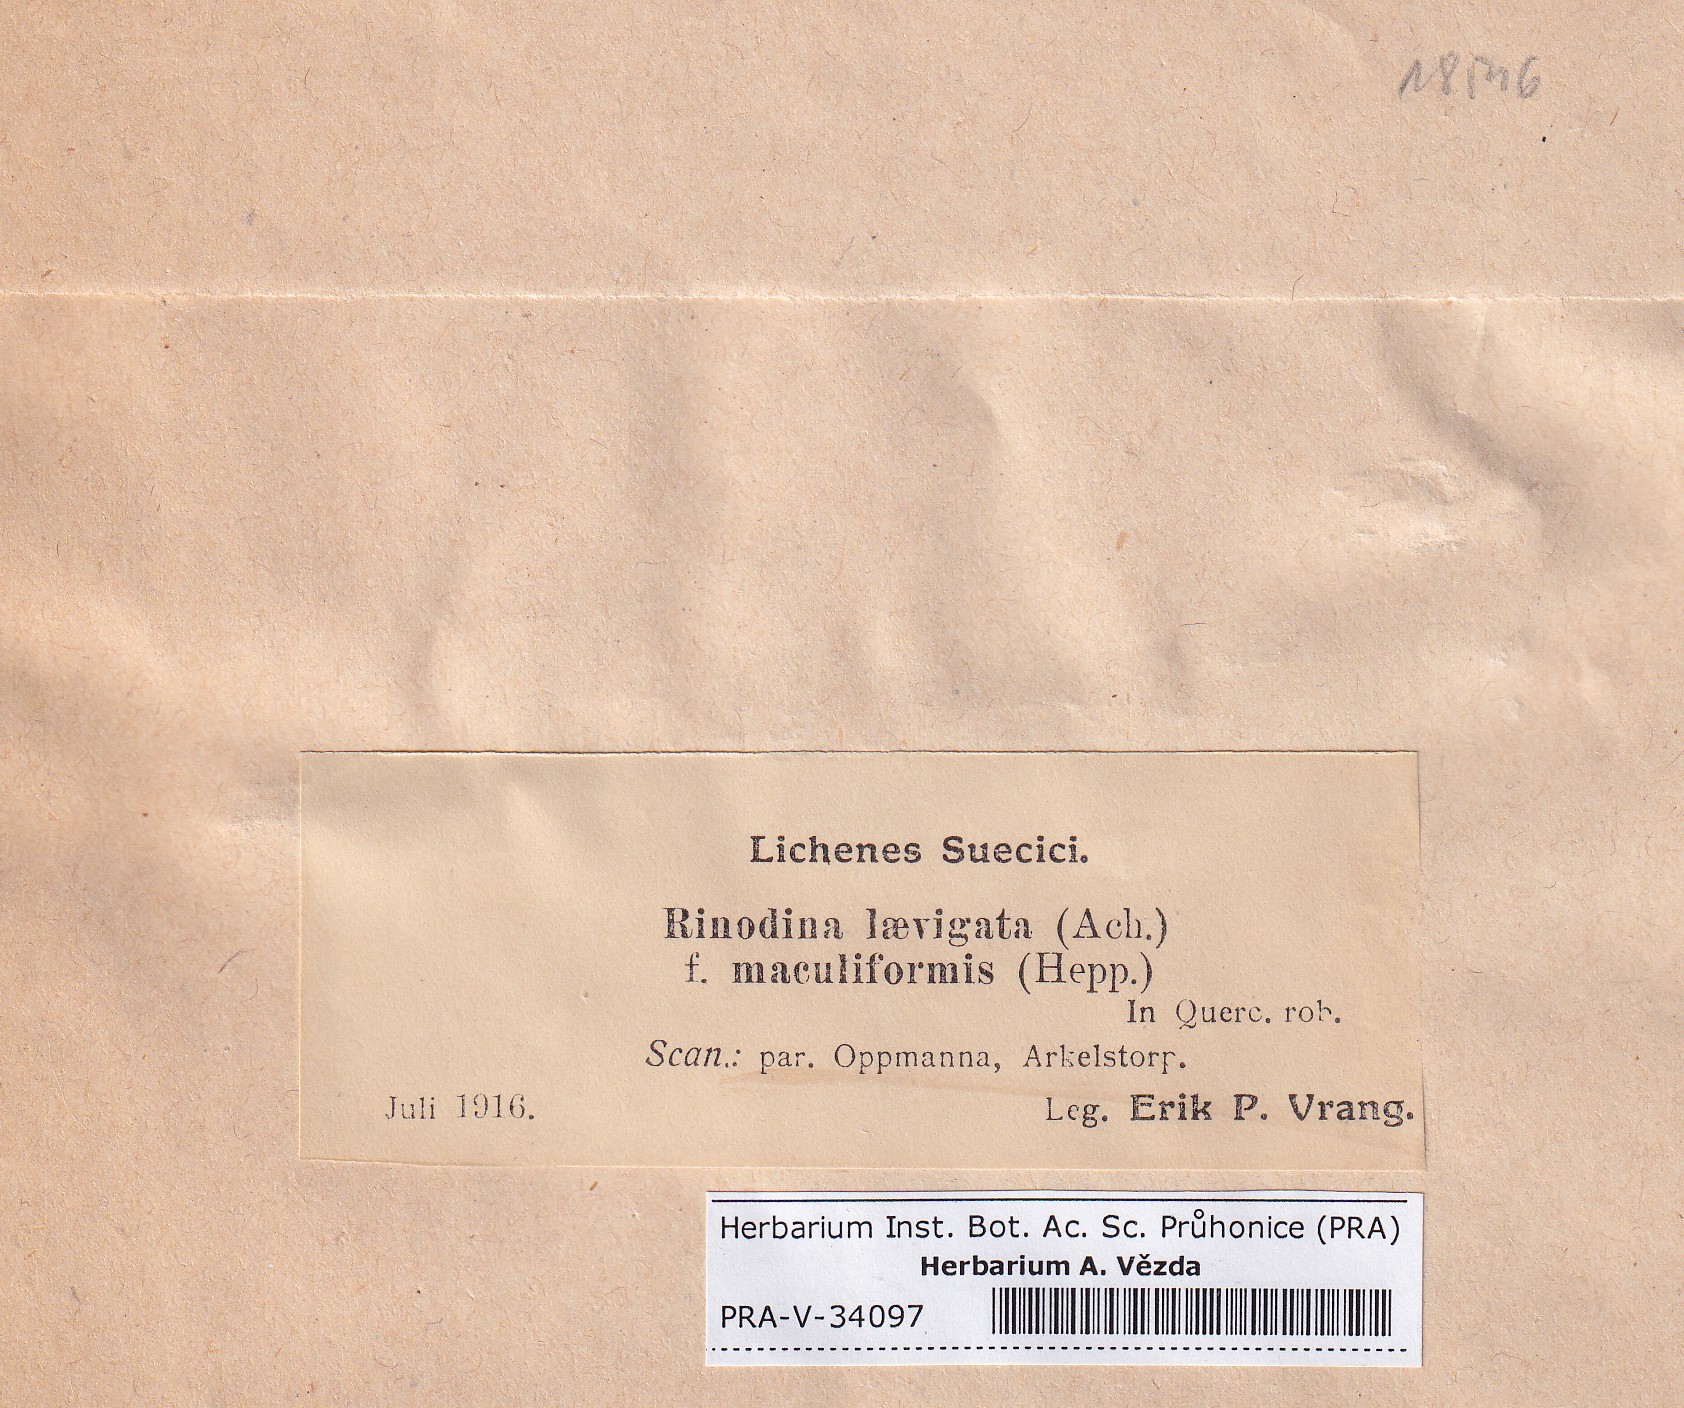 Lichenes Suecici.
Rinodina lævigata (Ach.)
f. maculiformis (Hepp.)
In Querc. rob.
Scan.: par. Oppmanna, Arkelstorp.
Juli 1916. Leg. Erik P. Vrang.
Herbarium Inst. Bot. Ac. Sc. Průhonice (PRA)
Herbarium A. Vězda
PRA-V-34097